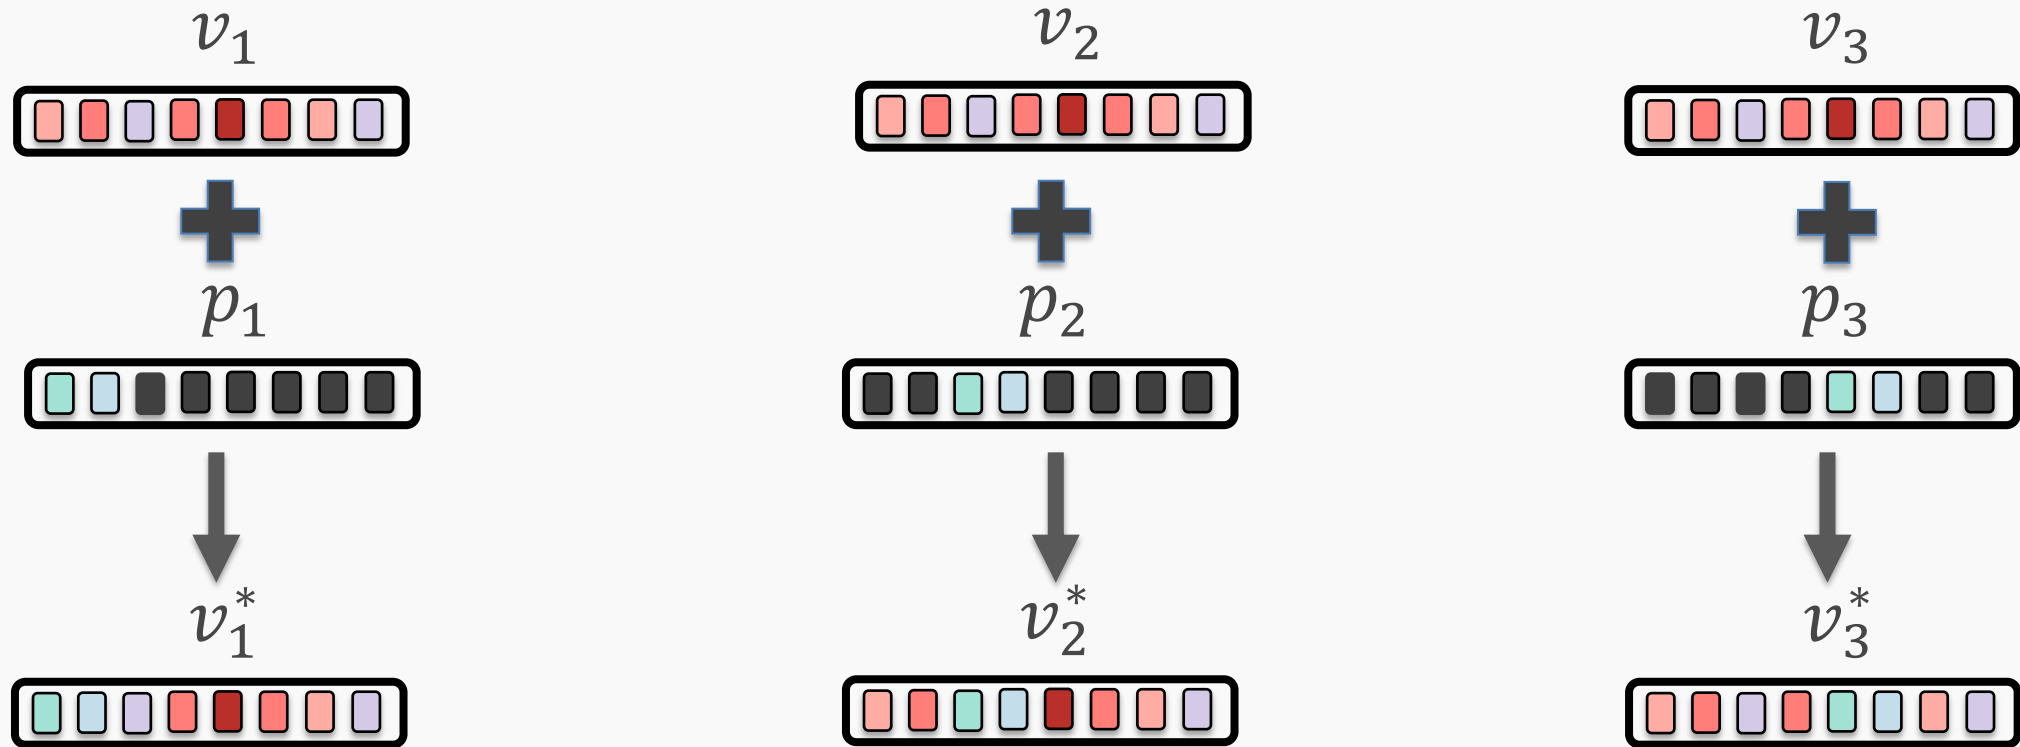 v₁ v₂ v₃
p₁ p₂ p₃
v₁* v₂* v₃*